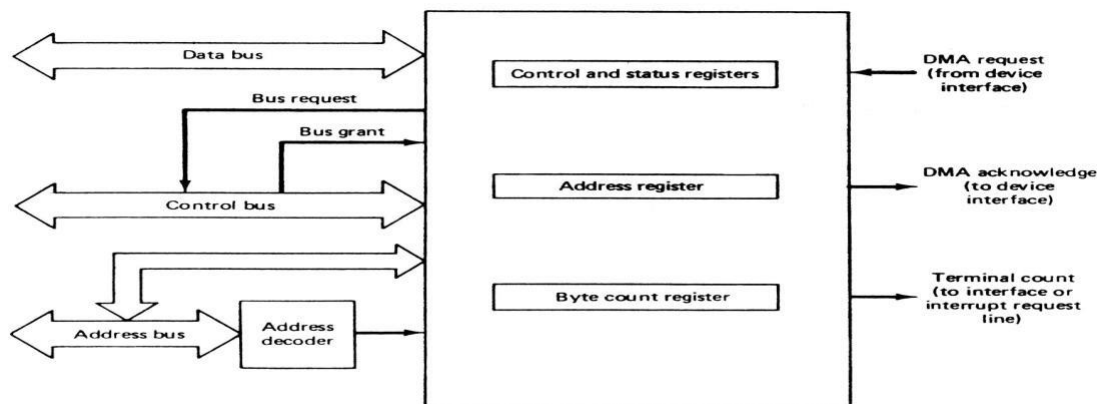 Data bus
Bus request
Bus grant
Control bus
Address bus
Address
decoder
Control and status registers
Address register
Byte count register
DMA request
(from device
interface)
DMA acknowledge
(to device
interface)
Terminal count
(to interface or
interrupt request
line)